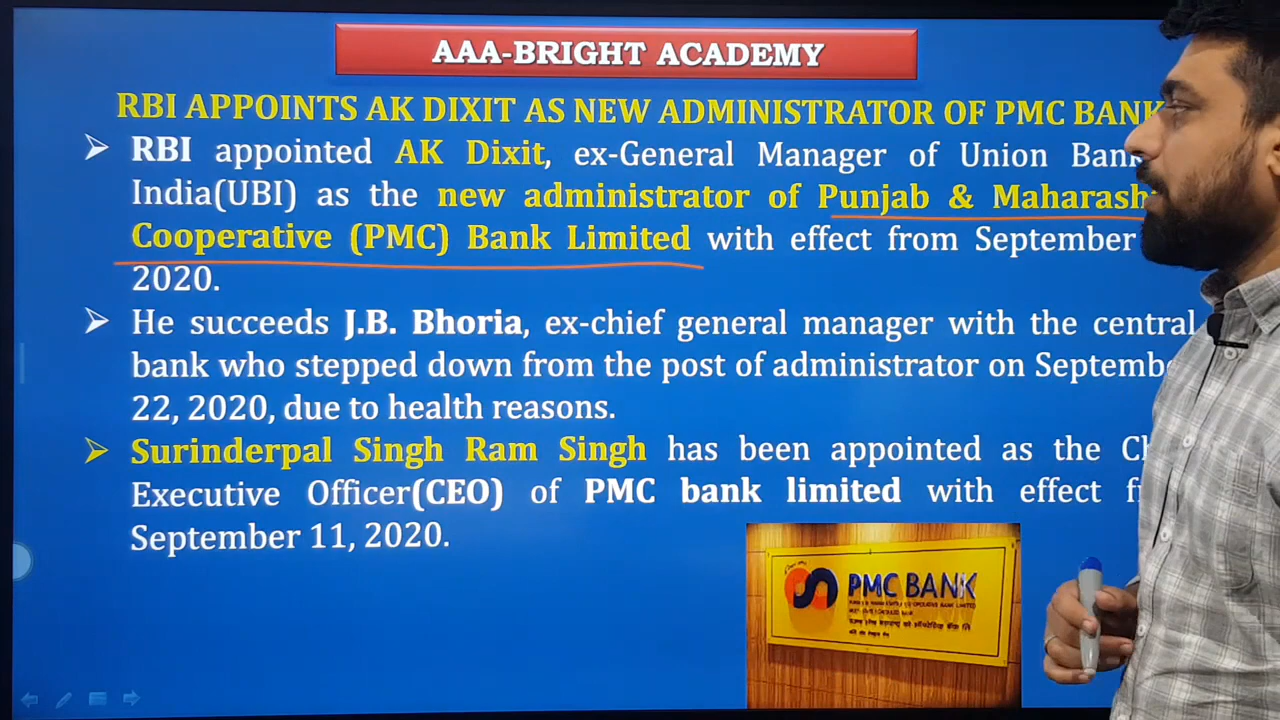 AAA-BRIGHT ACADEMY
RBI APPOINTS AK DIXIT AS NEW ADMINISTRATOR OF PMC BANK
RBI appointed AK Dixit, ex-General Manager of Union Bank
India(UBI) as the new administrator of Punjab &
Cooperative (PMC) Bank Limited with effect from September
2020.
He succeeds J.B. Bhoria, ex-chief general manager with the central
bank who stepped down from the post of administrator on
22, 2020, due to health reasons.
Surinderpal Singh Ram Singh has been appointed as the
Executive Officer(CEO) of PMC bank limited with effect
September 11, 2020.
PMC BANK